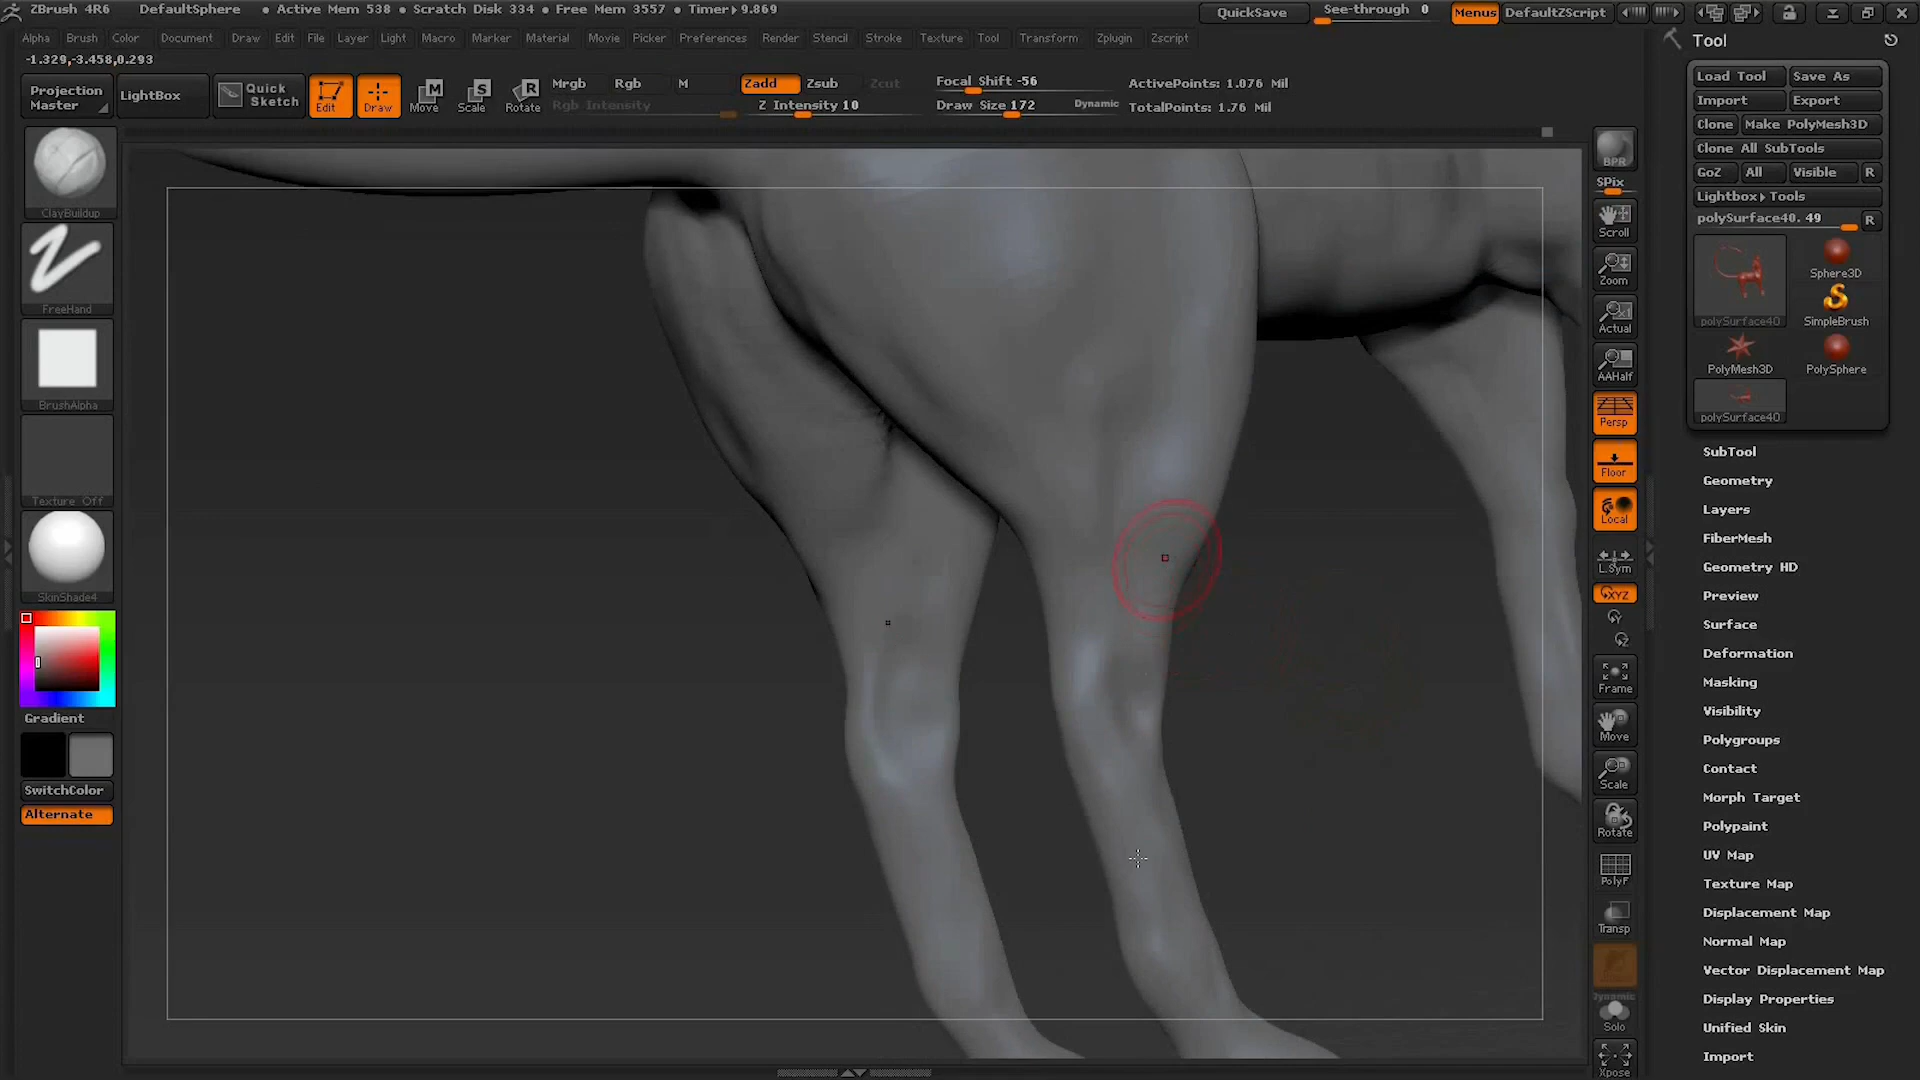 ZBrush 4R6 DefaultSphere • Active Mem 538 • Scratch Disk 334 • Free Mem 3557 • Timer▸9.869 QuickSave See-through 0 Menus DefaultZScript
Alpha Brush Color Document Draw Edit File Layer Light Macro Marker Material Movie Picker Preferences Render Stencil Stroke Texture Tool Transform Zplugin Zscript
-1.329,-3.458,0.293
Projection Master
LightBox
Quick Sketch
Edit
Draw
Move
Scale
Rotate
Mrgb Rgb M
Rgb Intensity
Zadd Zsub Zcut
Z Intensity 10
Focal Shift -56
Draw Size 172 Dynamic
ActivePoints: 1.076 Mil
TotalPoints: 1.76 Mil
ClayBuildup
FreeHand
BrushAlpha
Texture Off
SkinShade4
Gradient
SwitchColor
Alternate
BPR
SPix
Scroll
Zoom
Actual
AAHalf
Persp
Floor
Local
L.Sym
XYZ
Y
Z
Frame
Move
Scale
Rotate
PolyF
Transp
Dynamic
Solo
Xpose
Tool
Load Tool Save As
Import Export
Clone Make PolyMesh3D
Clone All SubTools
GoZ All Visible R
Lightbox▸Tools
polySurface40. 49 R
polySurface40
Sphere3D
SimpleBrush
PolyMesh3D
PolySphere
polySurface40
SubTool
Geometry
Layers
FiberMesh
Geometry HD
Preview
Surface
Deformation
Masking
Visibility
Polygroups
Contact
Morph Target
Polypaint
UV Map
Texture Map
Displacement Map
Normal Map
Vector Displacement Map
Display Properties
Unified Skin
Import